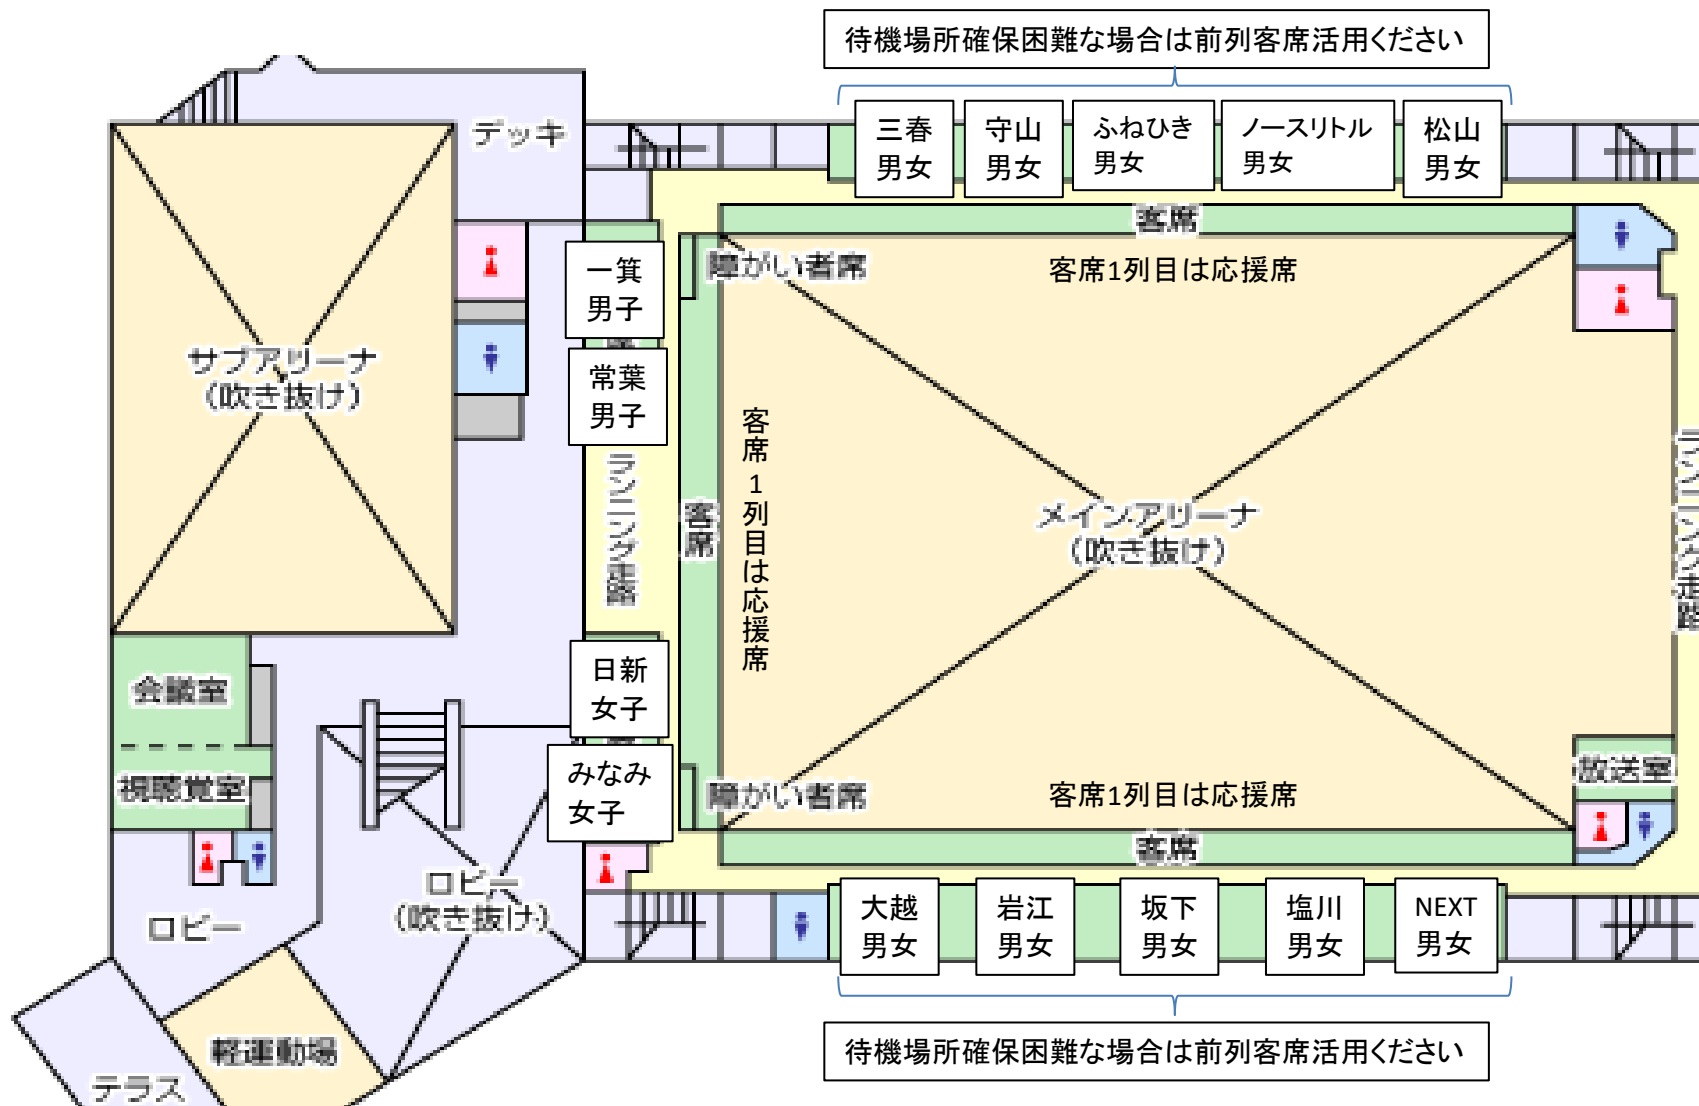 待機場所確保困難な場合は前列客席活用ください
三春
男女
守山
男女
ふねひき
男女
ノースリトル
男女
松山
男女
デッキ
客席
障がい者席
客席1列目は応援席
一箕
男子
サブアリーナ
(吹き抜け)
常葉
男子
ランニング走路
客席
客席1列目は応援席
メインアリーナ
(吹き抜け)
ランニング走路
日新
女子
会議室
みなみ
女子
視聴覚室
障がい者席
客席1列目は応援席
放送室
客席
ロビー
(吹き抜け)
ロビー
大越
男女
岩江
男女
坂下
男女
塩川
男女
NEXT
男女
待機場所確保困難な場合は前列客席活用ください
軽運動場
テラス